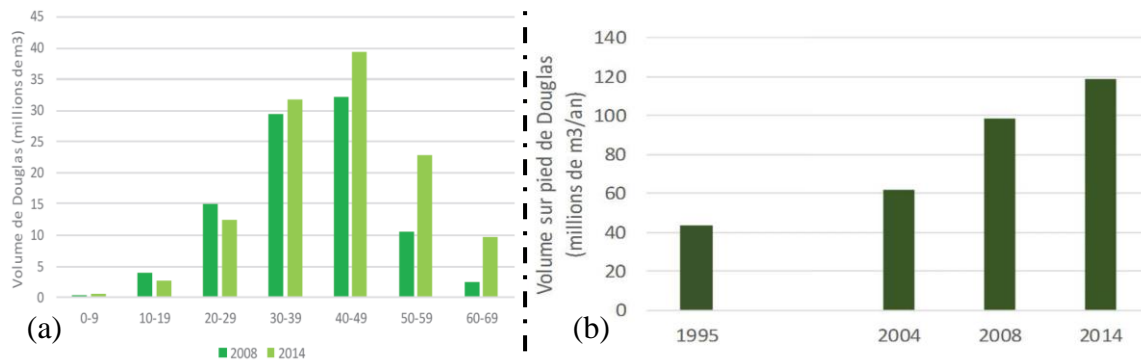 Volume de Douglas (millions de m3)
45
40
35
30
25
20
15
10
5
0
0-9 10-19 20-29 30-39 40-49 50-59 60-69
2008 2014
(a)
Volume sur pied de Douglas
(millions de m3/an)
140
120
100
80
60
40
20
0
1995 2004 2008 2014
(b)